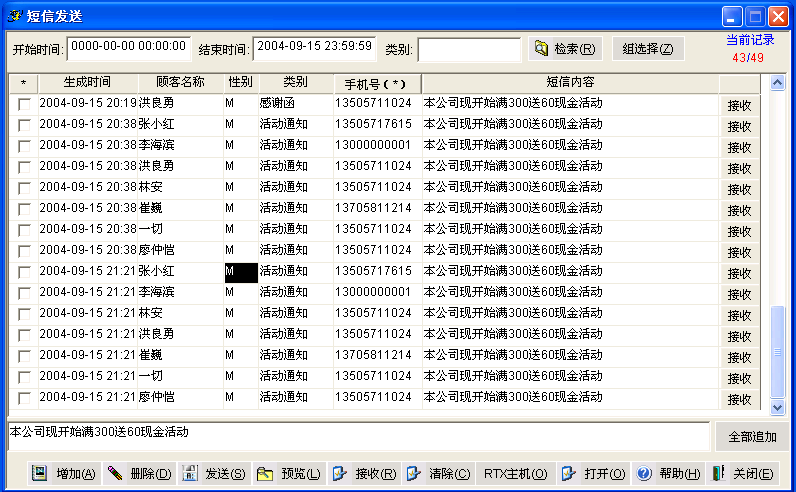 短信发送
开始时间: 0000-00-00 00:00:00 结束时间: 2004-09-15 23:59:59 类别: 检索(R) 组选择(Z) 当前记录
43/49
* 生成时间 顾客名称 性别 类别 手机号(*) 短信内容
2004-09-15 20:19 洪良勇 M 感谢函 13505711024 本公司现开始满300送60现金活动 接收
2004-09-15 20:38 张小红 M 活动通知 13505717615 本公司现开始满300送60现金活动 接收
2004-09-15 20:38 李海滨 M 活动通知 13000000001 本公司现开始满300送60现金活动 接收
2004-09-15 20:38 洪良勇 M 活动通知 13505711024 本公司现开始满300送60现金活动 接收
2004-09-15 20:38 林安 M 活动通知 13505711024 本公司现开始满300送60现金活动 接收
2004-09-15 20:38 崔巍 M 活动通知 13705811214 本公司现开始满300送60现金活动 接收
2004-09-15 20:38 一切 M 活动通知 13505711024 本公司现开始满300送60现金活动 接收
2004-09-15 20:38 廖仲恺 M 活动通知 13505711024 本公司现开始满300送60现金活动 接收
2004-09-15 21:21 张小红 M 活动通知 13505717615 本公司现开始满300送60现金活动 接收
2004-09-15 21:21 李海滨 M 活动通知 13000000001 本公司现开始满300送60现金活动 接收
2004-09-15 21:21 林安 M 活动通知 13505711024 本公司现开始满300送60现金活动 接收
2004-09-15 21:21 洪良勇 M 活动通知 13505711024 本公司现开始满300送60现金活动 接收
2004-09-15 21:21 崔巍 M 活动通知 13705811214 本公司现开始满300送60现金活动 接收
2004-09-15 21:21 一切 M 活动通知 13505711024 本公司现开始满300送60现金活动 接收
2004-09-15 21:21 廖仲恺 M 活动通知 13505711024 本公司现开始满300送60现金活动 接收
本公司现开始满300送60现金活动 全部追加
增加(A) 删除(D) 发送(S) 预览(L) 接收(R) 清除(C) RTX主机(O) 打开(O) 帮助(H) 关闭(E)